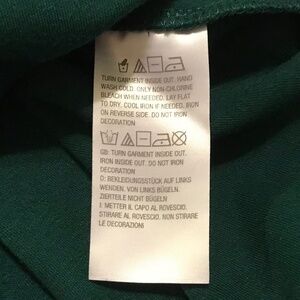 TURN GARMENT INSIDE OUT. HAND
WASH COLD. ONLY NON-CHLORINE
BLEACH WHEN NEEDED. LAY FLAT
TO DRY. COOL IRON IF NEEDED. IRON
ON REVERSE SIDE. DO NOT IRON
DECORATION
GB: TURN GARMENT INSIDE OUT.
IRON INSIDE OUT. DO NOT IRON
DECORATION
D: BEKLEIDUNGSSTÜCK AUF LINKS
WENDEN. VON LINKS BÜGELN.
ZIERTEILE NICHT BÜGELN
I: METTER IL CAPO AL ROVESCIO.
STIRARE AL ROVESCIO. NON STIRARE
LE DECORAZIONI